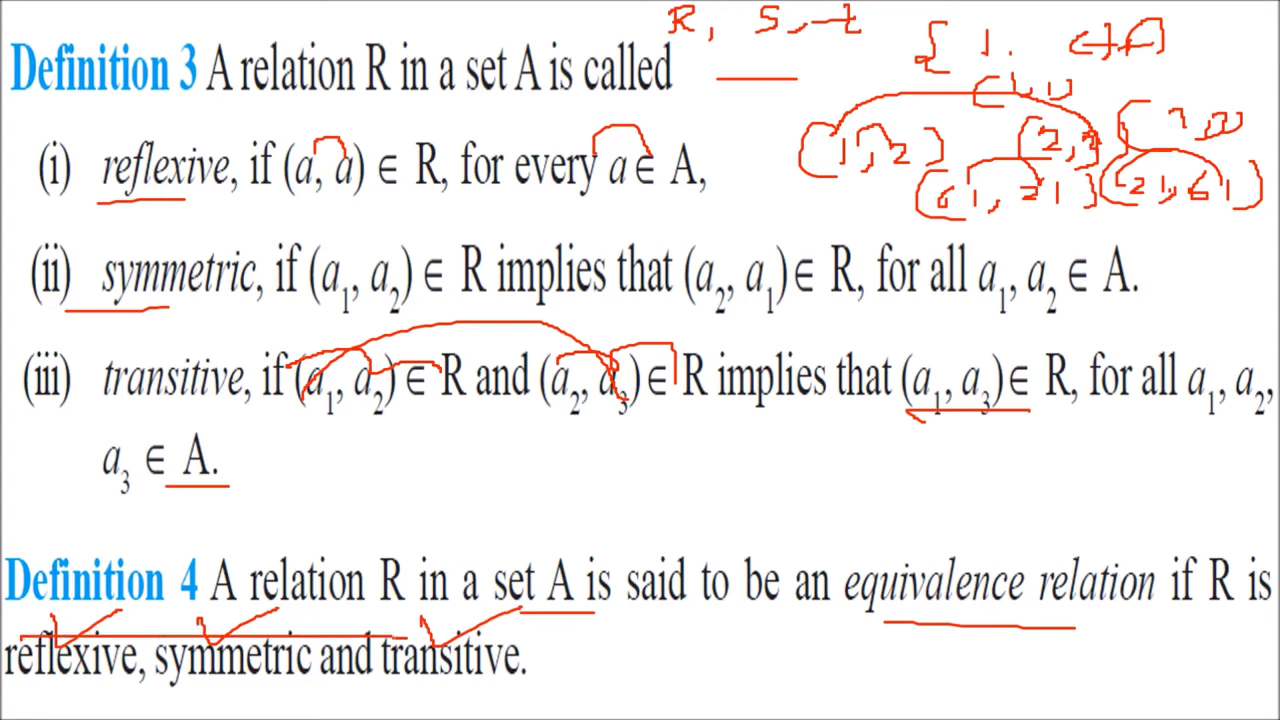 R, S, t
Definition 3 A relation R in a set A is called
(i) reflexive, if (a, a) ∈ R, for every a ∈ A,
(1, 2)
(ii) symmetric, if (a₁, a₂) ∈ R implies that (a₂, a₁) ∈ R, for all a₁, a₂ ∈ A.
(iii) transitive, if (a₁, a₂) ∈ R and (a₂, a₃) ∈ R implies that (a₁, a₃) ∈ R, for all a₁, a₂,
a₃ ∈ A.
Definition 4 A relation R in a set A is said to be an equivalence relation if R is
reflexive, symmetric and transitive.